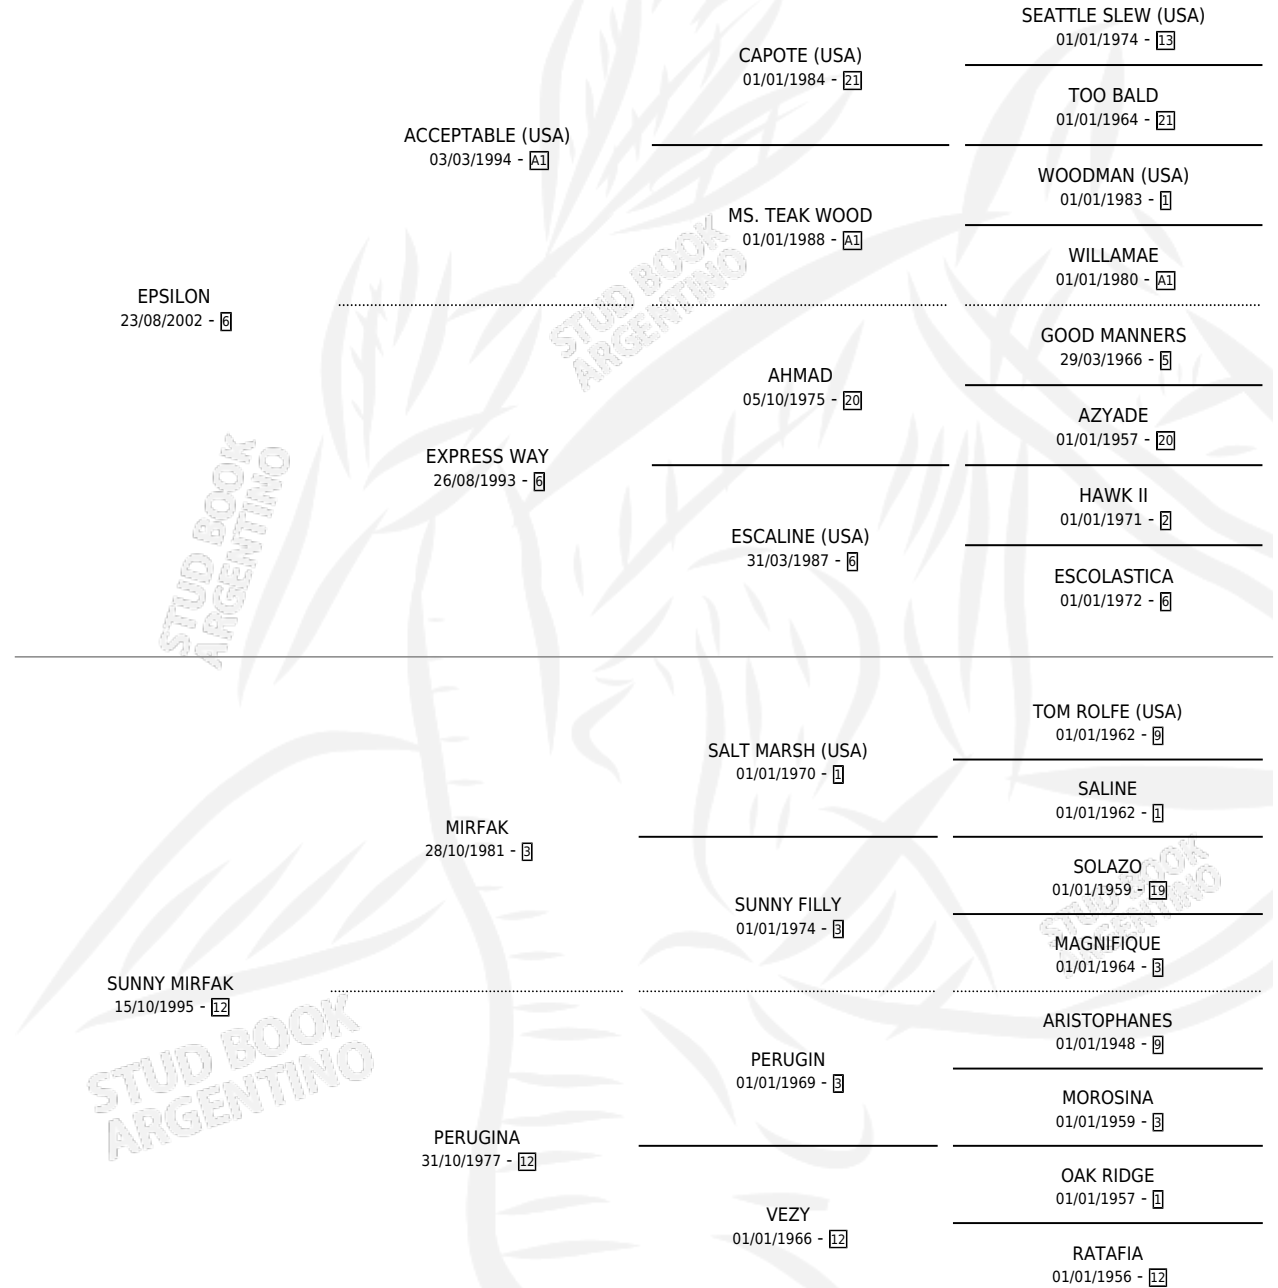 SEATTLE SLEW (USA)
01/01/1974 - 13
CAPOTE (USA)
01/01/1984 - 21
TOO BALD
01/01/1964 - 21
ACCEPTABLE (USA)
03/03/1994 - A1
WOODMAN (USA)
01/01/1983 - 1
MS. TEAK WOOD
01/01/1988 - A1
WILLAMAE
01/01/1980 - A1
STUD BOOK
ARGENTINO
EPSILON
23/08/2002 - 6
GOOD MANNERS
29/03/1966 - 5
AHMAD
05/10/1975 - 20
AZYADE
01/01/1957 - 20
EXPRESS WAY
26/08/1993 - 6
HAWK II
01/01/1971 - 2
ESCALINE (USA)
31/03/1987 - 6
ESCOLASTICA
01/01/1972 - 6
STUD BOOK
ARGENTINO
TOM ROLFE (USA)
01/01/1962 - 9
SALT MARSH (USA)
01/01/1970 - 1
SALINE
01/01/1962 - 1
MIRFAK
28/10/1981 - 3
SOLAZO
01/01/1959 - 19
SUNNY FILLY
01/01/1974 - 3
MAGNIFIQUE
01/01/1964 - 3
STUD BOOK
ARGENTINO
SUNNY MIRFAK
15/10/1995 - 12
ARISTOPHANES
01/01/1948 - 9
PERUGIN
01/01/1969 - 3
MOROSINA
01/01/1959 - 3
STUD BOOK
ARGENTINO
PERUGINA
31/10/1977 - 12
OAK RIDGE
01/01/1957 - 1
VEZY
01/01/1966 - 12
RATAFIA
01/01/1956 - 12